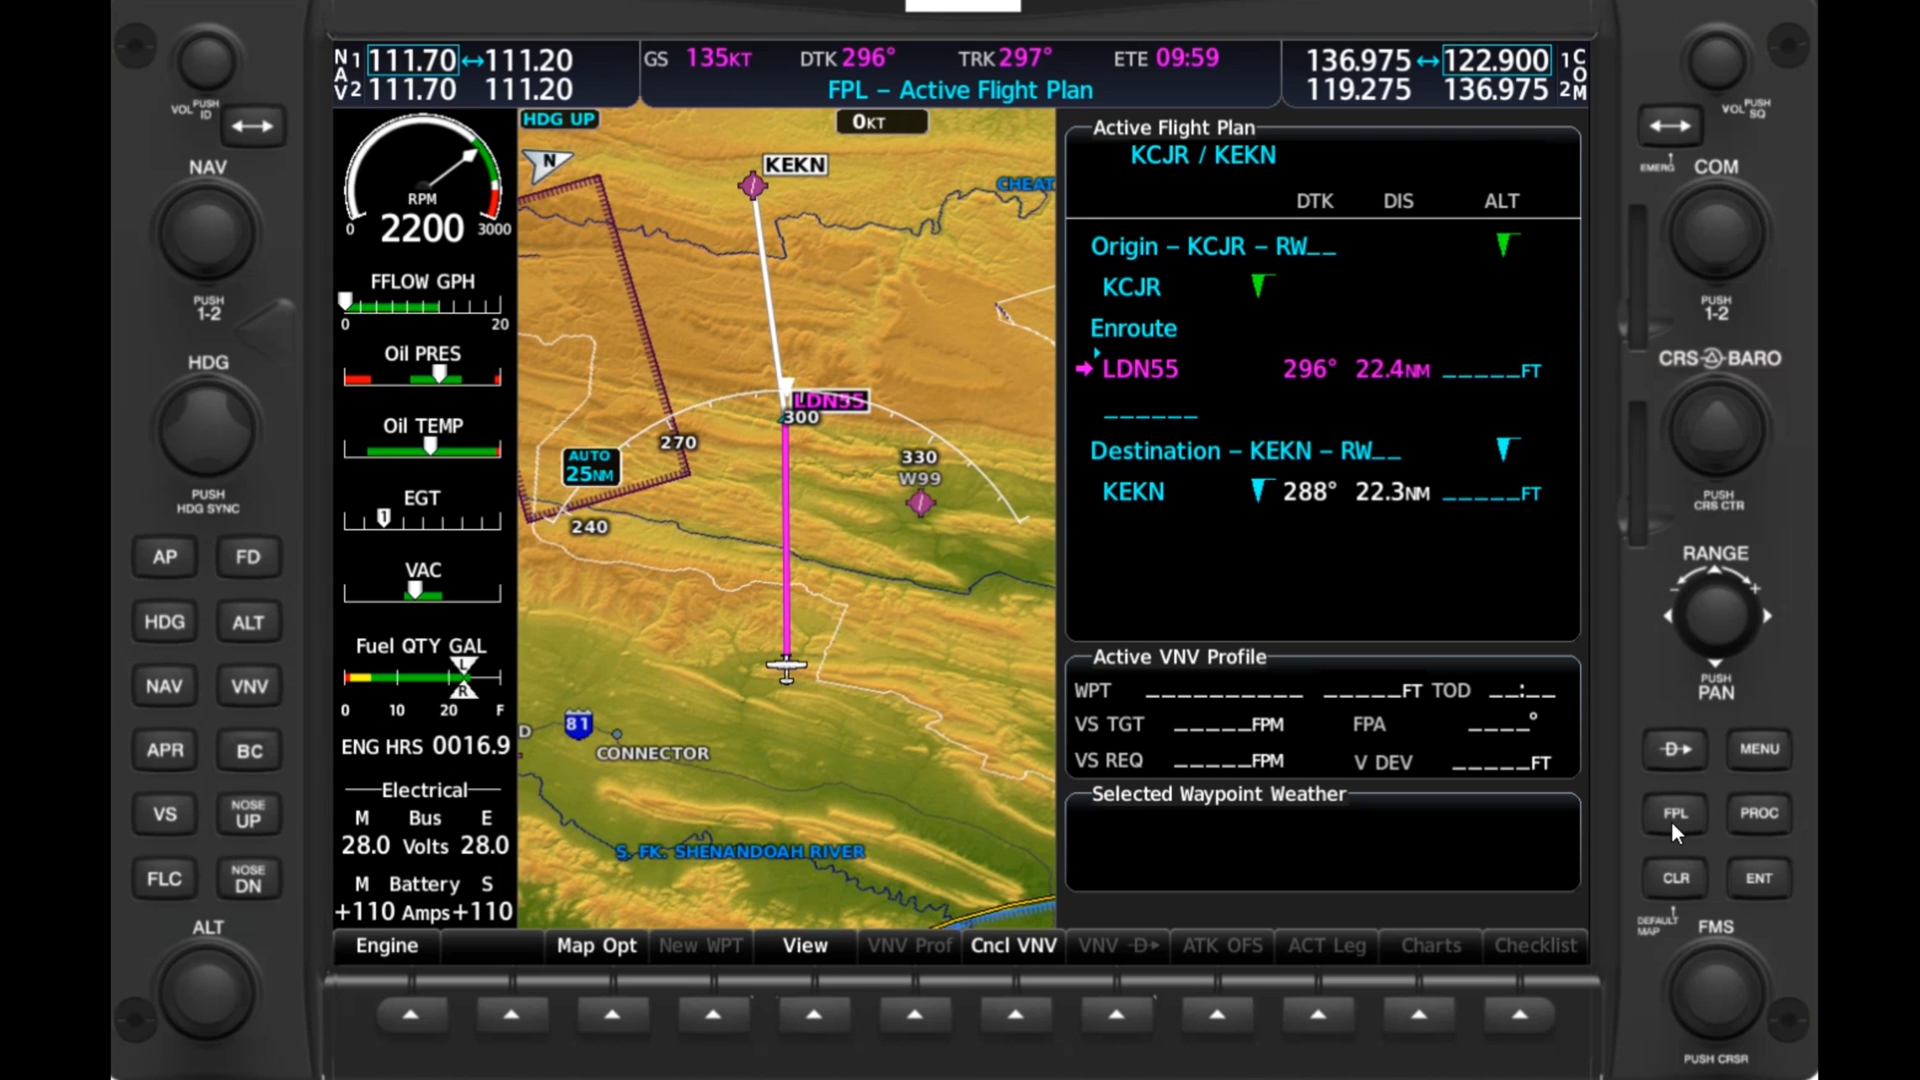 N 1 111.70 ↔ 111.20
A
V 2 111.70 111.20
GS 135KT DTK 296° TRK 297° ETE 09:59
FPL – Active Flight Plan
136.975 ↔ 122.900 1 C
O
119.275 136.975 2 M
VOL PUSH ID
NAV
PUSH
1-2
HDG
PUSH
HDG SYNC
AP FD
HDG ALT
NAV VNV
APR BC
VS NOSE UP
FLC NOSE DN
ALT
RPM
0 2200 3000
FFLOW GPH
0 20
Oil PRES
Oil TEMP
EGT
1
VAC
Fuel QTY GAL
L
R
0 10 20 F
ENG HRS 0016.9
Electrical
M Bus E
28.0 Volts 28.0
M Battery S
+110 Amps +110
HDG UP
0KT
N
KEKN
CHEAT
LDN55
300
270
330
W99
AUTO
25NM
240
81
D
CONNECTOR
S. FK. SHENANDOAH RIVER
Active Flight Plan
KCJR / KEKN
DTK DIS ALT
Origin – KCJR – RW__
KCJR
Enroute
LDN55 296° 22.4NM _____FT
______
Destination – KEKN – RW__
KEKN 288° 22.3NM _____FT
Active VNV Profile
WPT __________ _____FT TOD __:__
VS TGT _____FPM FPA ____°
VS REQ _____FPM V DEV _____FT
Selected Waypoint Weather
Engine Map Opt New WPT View VNV Prof Cncl VNV VNV D ATK OFS ACT Leg Charts Checklist
VOL PUSH SQ
EMERG
COM
PUSH
1-2
CRS BARO
PUSH
CRS CTR
RANGE
– +
PUSH
PAN
D MENU
FPL PROC
CLR ENT
DEFAULT
MAP
FMS
PUSH CRSR